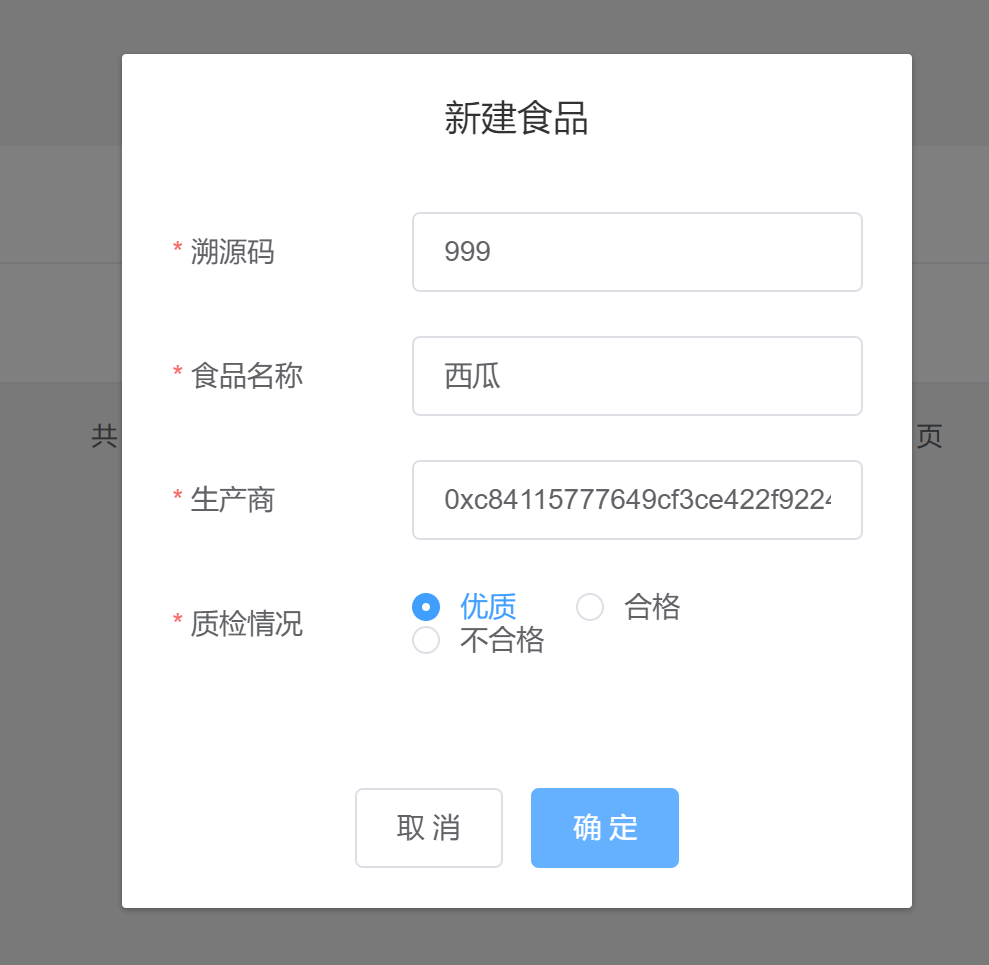 新建食品
* 溯源码 999
* 食品名称 西瓜
共 页
* 生产商 0xc84115777649cf3ce422f922
* 质检情况 优质 合格
不合格
取 消 确 定